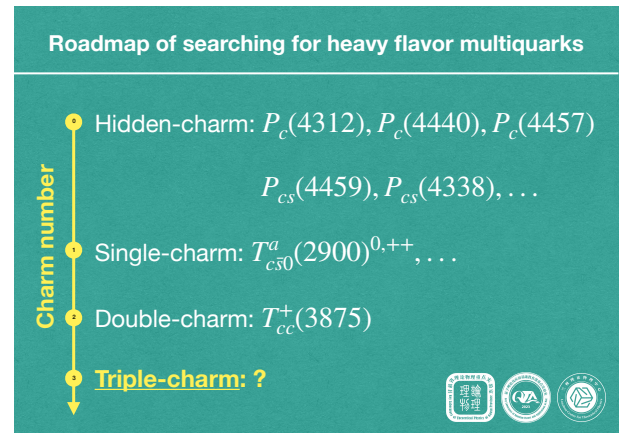 Roadmap of searching for heavy flavor multiquarks
Charm number
0
Hidden-charm: P_c(4312), P_c(4440), P_c(4457)
P_cs(4459), P_cs(4338), …
1
Single-charm: T^a_{cs̄0}(2900)^{0,++}, …
2
Double-charm: T^+_{cc}(3875)
3
Triple-charm: ?
理論
物理